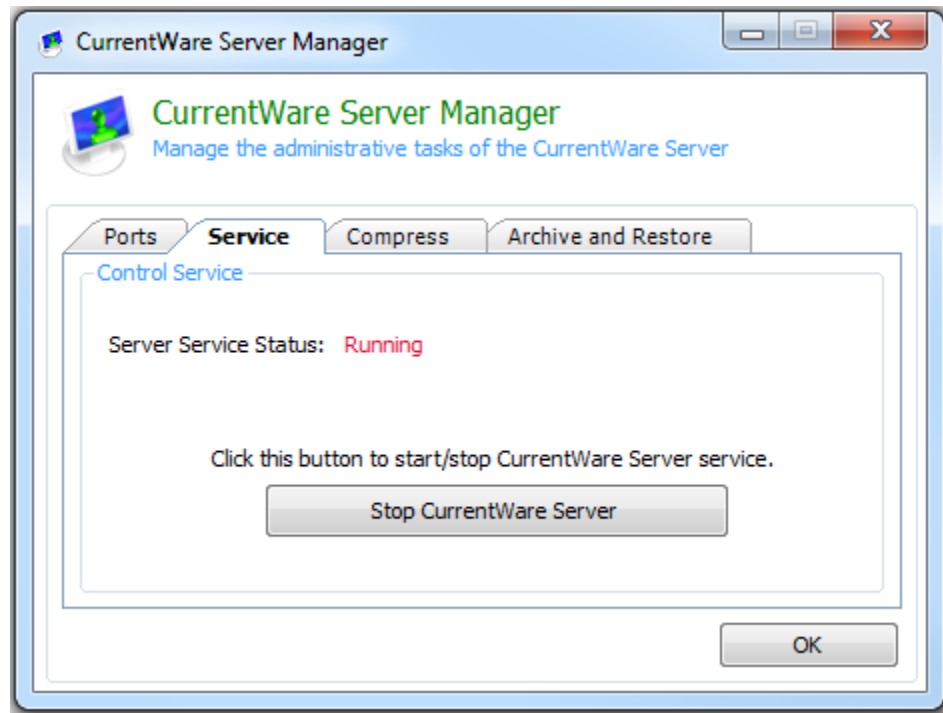 CurrentWare Server Manager
CurrentWare Server Manager
Manage the administrative tasks of the CurrentWare Server
Ports Service Compress Archive and Restore
Control Service
Server Service Status: Running
Click this button to start/stop CurrentWare Server service.
Stop CurrentWare Server
OK